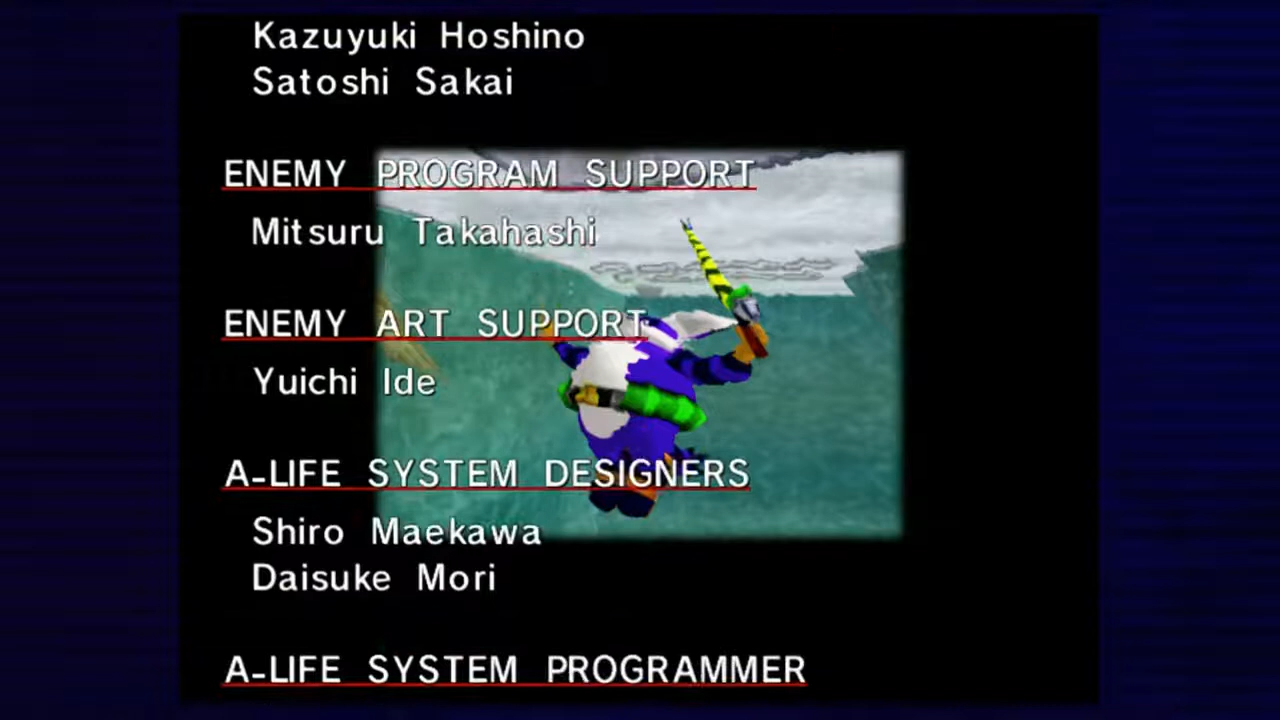 Kazuyuki Hoshino
Satoshi Sakai
ENEMY PROGRAM SUPPORT
Mitsuru Takahashi
ENEMY ART SUPPORT
Yuichi Ide
A-LIFE SYSTEM DESIGNERS
Shiro Maekawa
Daisuke Mori
A-LIFE SYSTEM PROGRAMMER